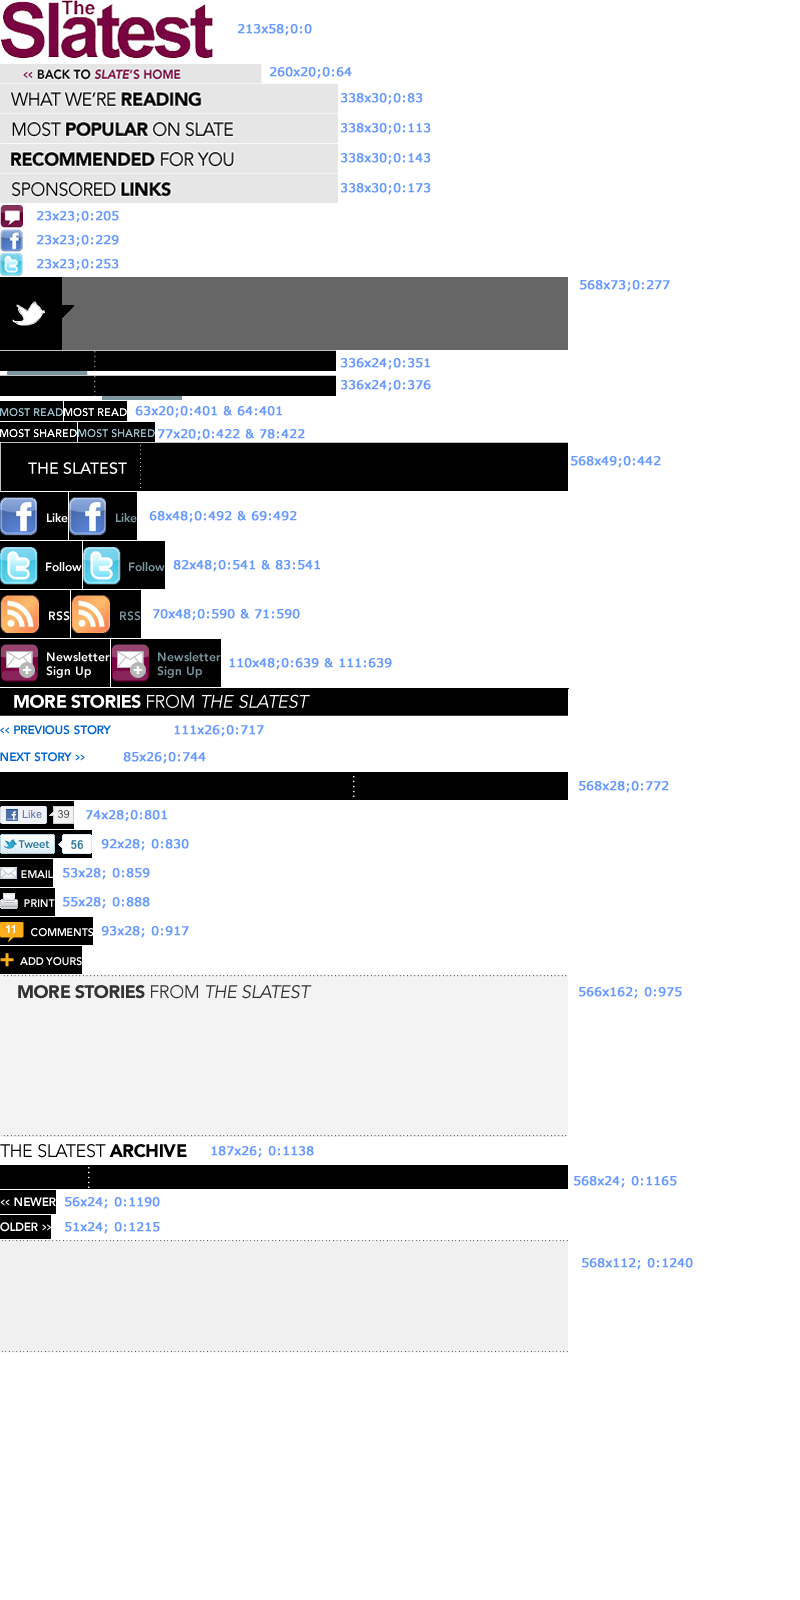 The
Slatest 213x58;0:0
<< BACK TO SLATE'S HOME 260x20;0:64
WHAT WE'RE READING 338x30;0:83
MOST POPULAR ON SLATE 338x30;0:113
RECOMMENDED FOR YOU 338x30;0:143
SPONSORED LINKS 338x30;0:173
23x23;0:205
23x23;0:229
23x23;0:253
568x73;0:277
336x24;0:351
336x24;0:376
MOST READ MOST READ 63x20;0:401 & 64:401
MOST SHARED MOST SHARED 77x20;0:422 & 78:422
THE SLATEST 568x49;0:442
Like Like 68x48;0:492 & 69:492
Follow Follow 82x48;0:541 & 83:541
RSS RSS 70x48;0:590 & 71:590
Newsletter Newsletter
Sign Up Sign Up 110x48;0:639 & 111:639
MORE STORIES FROM THE SLATEST
<< PREVIOUS STORY 111x26;0:717
NEXT STORY >> 85x26;0:744
568x28;0:772
Like 39 74x28;0:801
Tweet 56 92x28; 0:830
EMAIL 53x28; 0:859
PRINT 55x28; 0:888
11 COMMENTS 93x28; 0:917
ADD YOURS
MORE STORIES FROM THE SLATEST 566x162; 0:975
THE SLATEST ARCHIVE 187x26; 0:1138
568x24; 0:1165
<< NEWER 56x24; 0:1190
OLDER >> 51x24; 0:1215
568x112; 0:1240